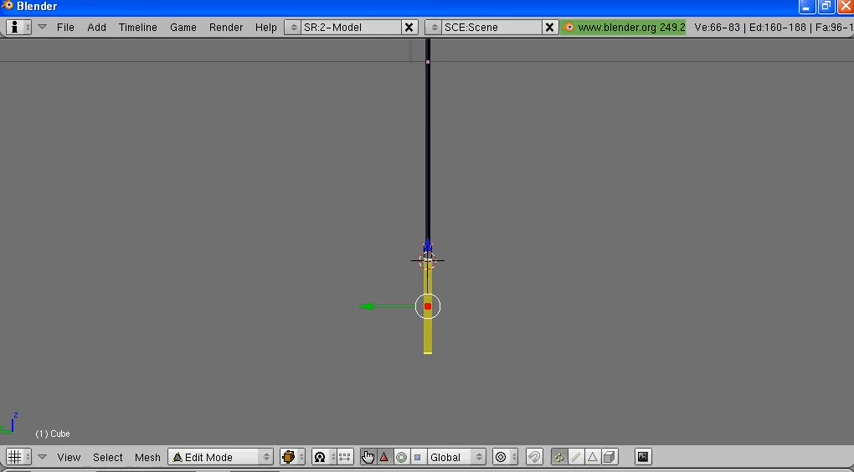 Blender
File Add Timeline Game Render Help SR:2-Model SCE:Scene www.blender.org 249.2 Ve:66-83 | Ed:160-188 | Fa:96-1
z
(1) Cube
View Select Mesh Edit Mode Global